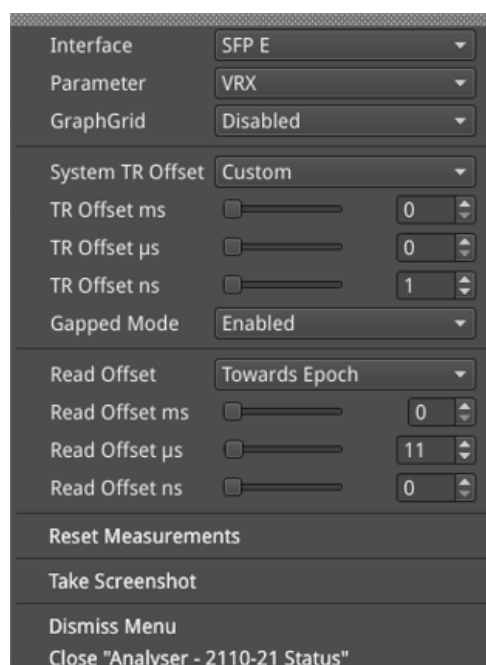 Interface SFP E
Parameter VRX
GraphGrid Disabled
System TR Offset Custom
TR Offset ms 0
TR Offset µs 0
TR Offset ns 1
Gapped Mode Enabled
Read Offset Towards Epoch
Read Offset ms 0
Read Offset µs 11
Read Offset ns 0
Reset Measurements
Take Screenshot
Dismiss Menu
Close "Analyser - 2110-21 Status"